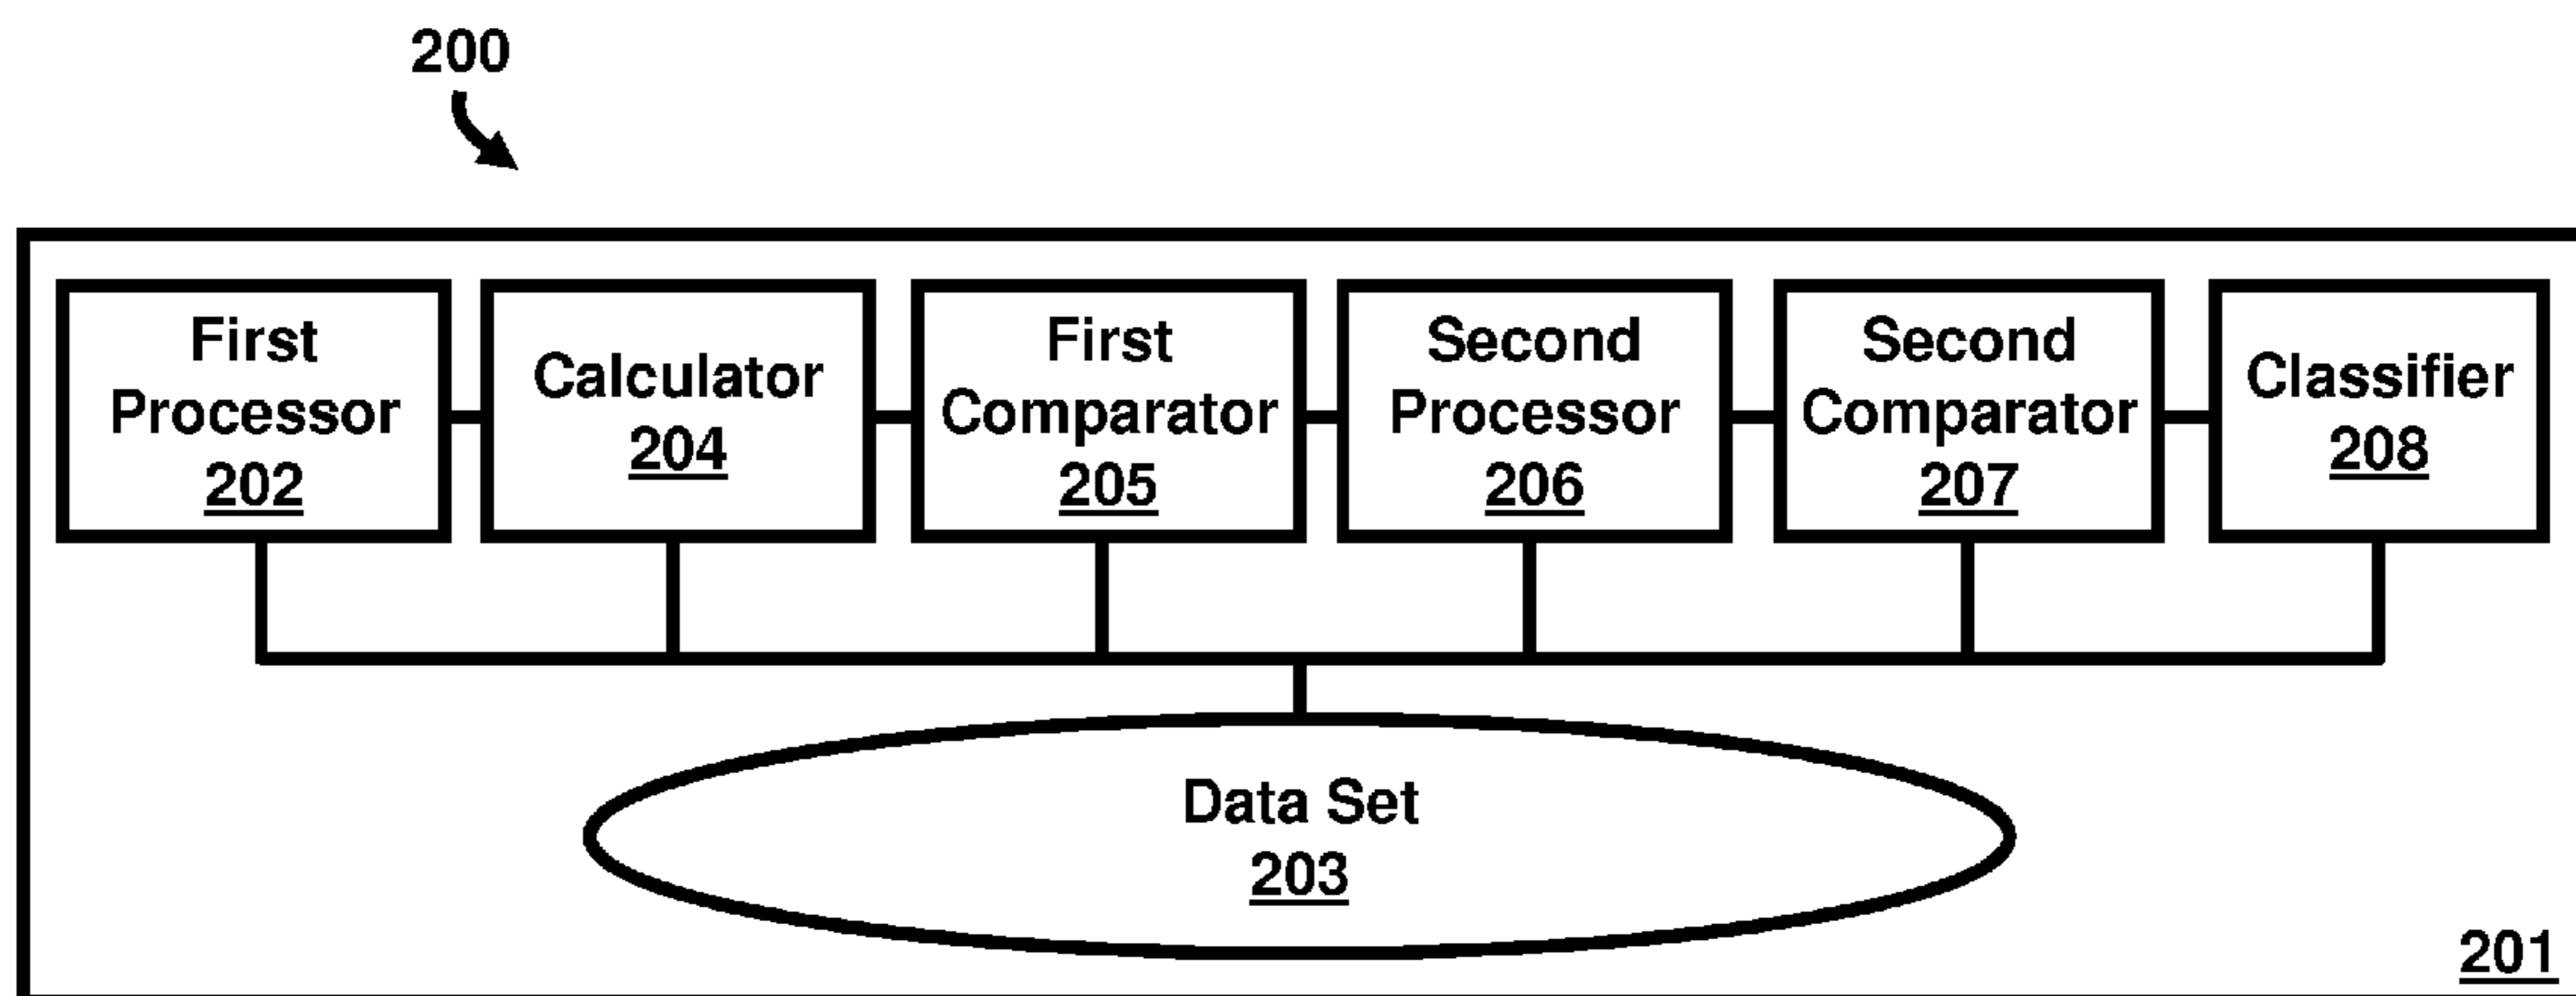 200
First
Processor
202
Calculator
204
First
Comparator
205
Second
Processor
206
Second
Comparator
207
Classifier
208
Data Set
203
201